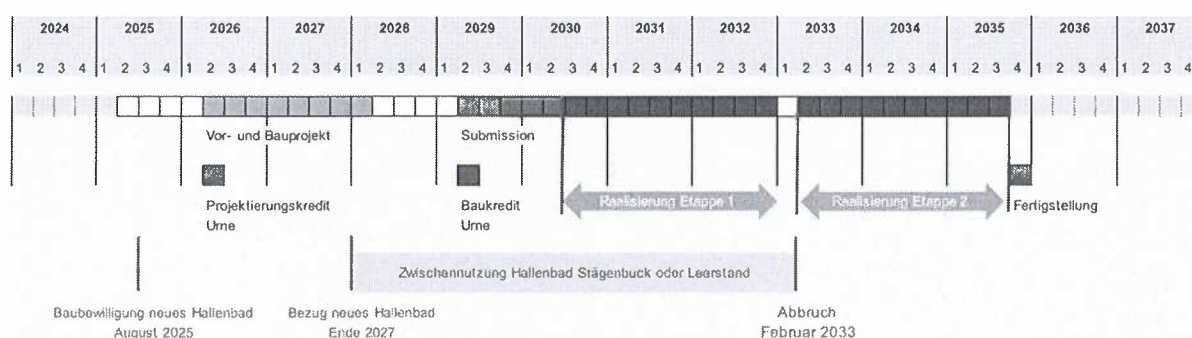 2024 2025 2026 2027 2028 2029 2030 2031 2032 2033 2034 2035 2036 2037
1 2 3 4 1 2 3 4 1 2 3 4 1 2 3 4 1 2 3 4 1 2 3 4 1 2 3 4 1 2 3 4 1 2 3 4 1 2 3 4 1 2 3 4 1 2 3 4 1 2 3 4 1 2 3 4
Vor- und Bauprojekt Submission
Realisierung Etappe 1 Realisierung Etappe 2
Projektierungskredit Baukredit Fertigstellung
Urne Urne
Zwischennutzung Hallenbad Stägenbuck oder Leerstand
Baubewilligung neues Hallenbad Bezug neues Hallenbad Abbruch
August 2025 Ende 2027 Februar 2033